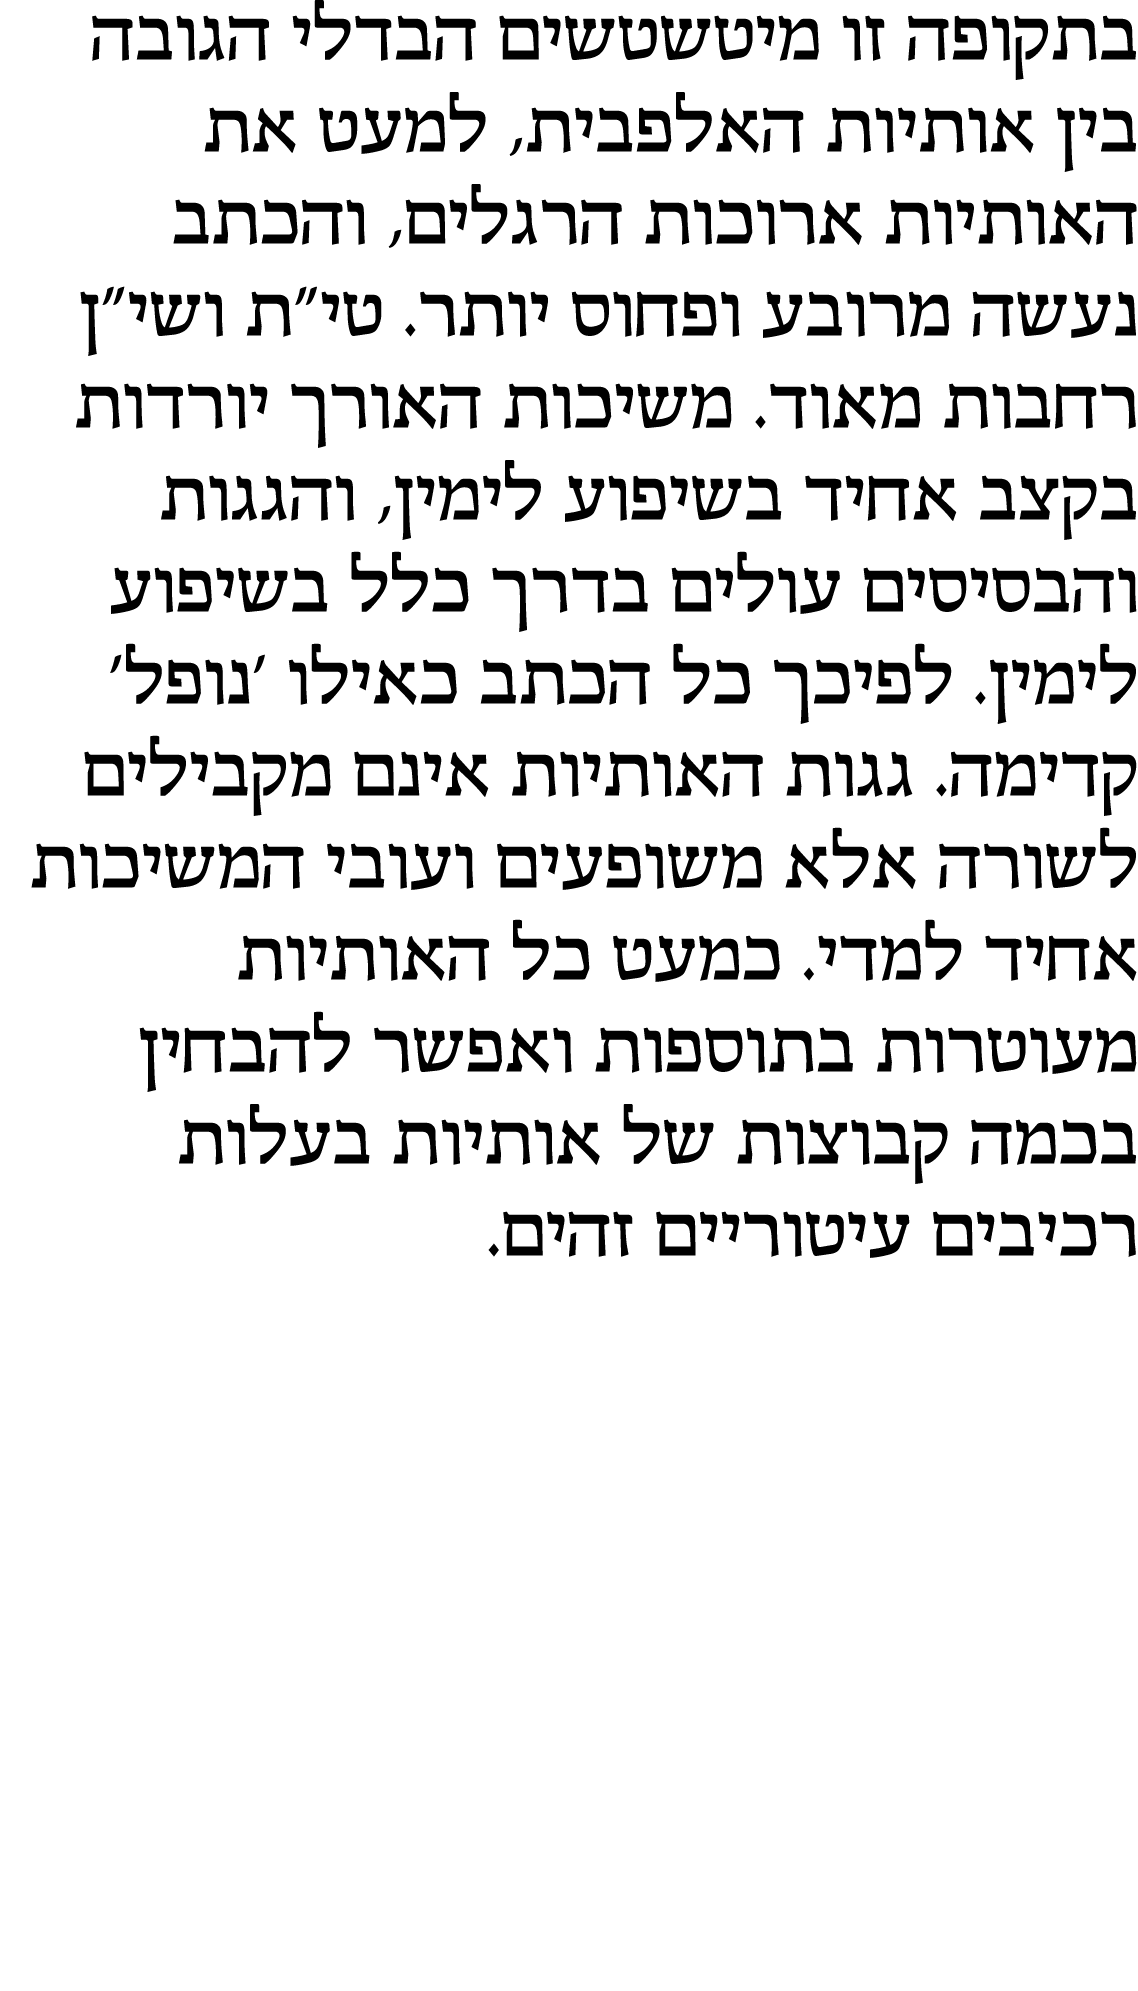 בתקופה זו מיטשטשים הבדלי הגובה
בין אותיות האלפבית, למעט את
האותיות ארוכות הרגלים, והכתב
נעשה מרובע ופחוס יותר. טי״ת ושי״ן
רחבות מאוד. משיכות האורך יורדות
בקצב אחיד בשיפוע לימין, והגגות
והבסיסים עולים בדרך כלל בשיפוע
לימין. לפיכך כל הכתב כאילו ׳נופל׳
קדימה. גגות האותיות אינם מקבילים
לשורה אלא משופעים ועובי המשיכות
אחיד למדי. כמעט כל האותיות
מעוטרות בתוספות ואפשר להבחין
בכמה קבוצות של אותיות בעלות
רכיבים עיטוריים זהים.